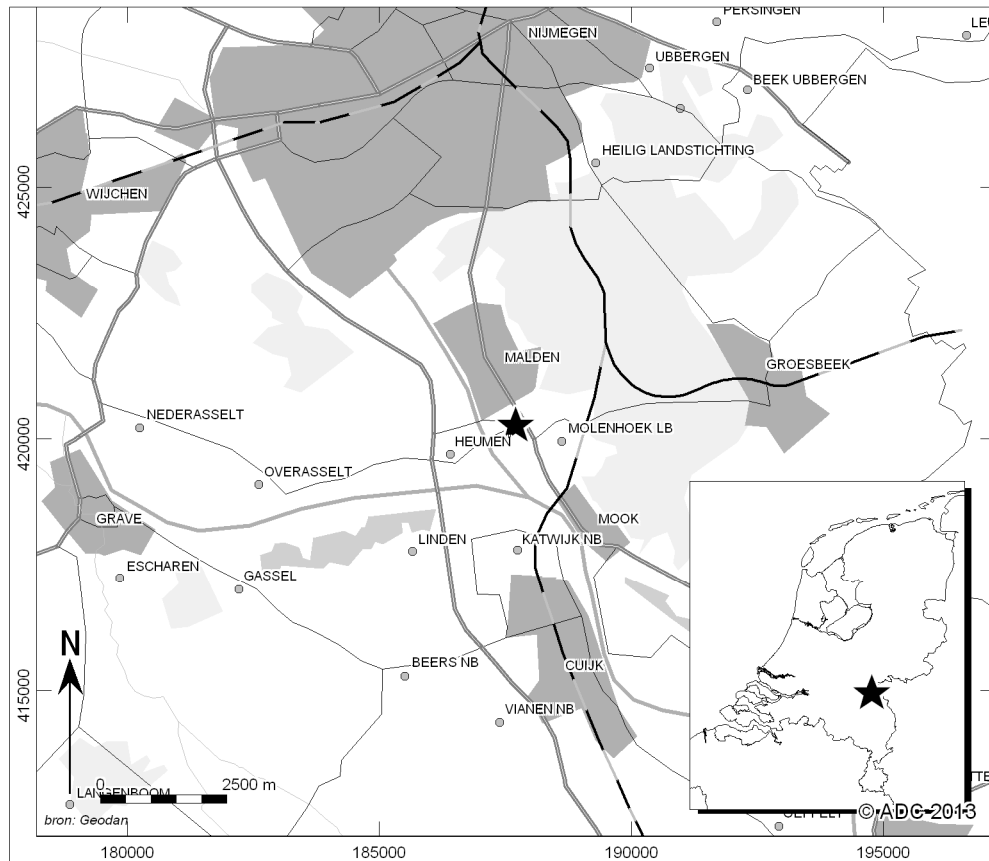 PERSINGEN
LEU
NIJMEGEN
UBBERGEN
BEEK UBBERGEN
HEILIG LANDSTICHTING
425000
WIJCHEN
MALDEN
GROESBEEK
NEDERASSELT
MOLENHOEK LB
420000
HEUMEN
OVERASSELT
GRAVE
MOOK
LINDEN
KATWIJK NB
ESCHAREN
GASSEL
N
BEERS NB
CUIJK
415000
VIANEN NB
0
2500 m
LANGENBOOM
bron: Geodan
© ADC 2013
180000
185000
190000
195000